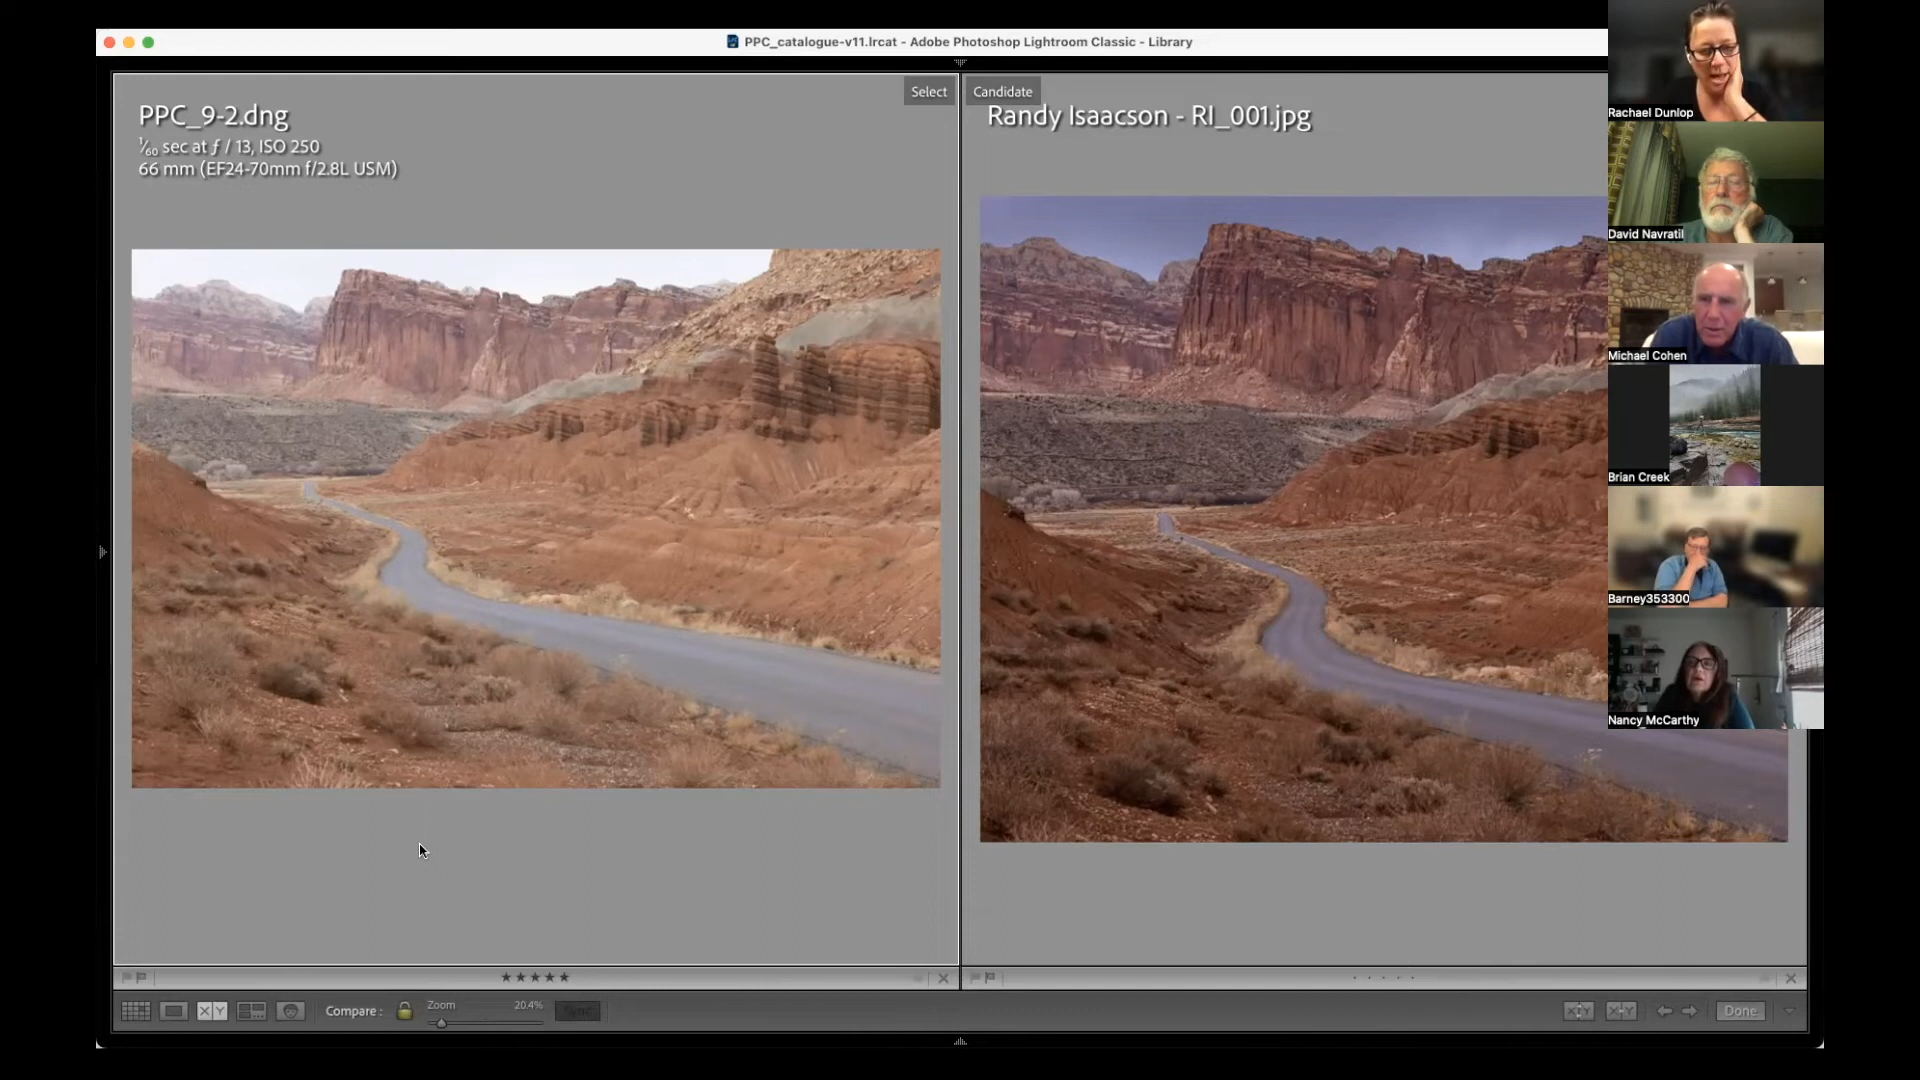 PPC_catalogue-v11.lrcat - Adobe Photoshop Lightroom Classic - Library
Select
PPC_9-2.dng
1/60 sec at ƒ / 13, ISO 250
66 mm (EF24-70mm f/2.8L USM)
Candidate
Randy Isaacson - RI_001.jpg
Rachael Dunlop
David Navratil
Michael Cohen
Brian Creek
Barney353300
Nancy McCarthy
X Y
Compare :
Zoom
20.4%
Sync
Done